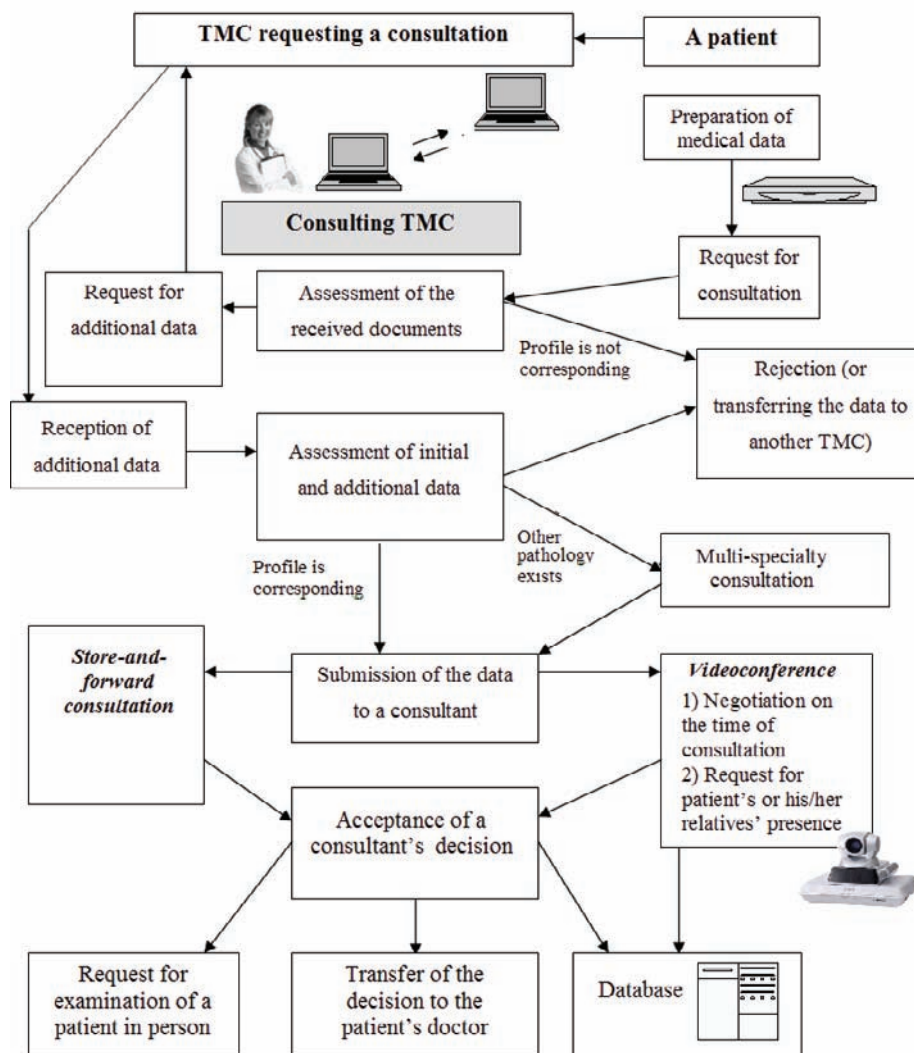 TMC requesting a consultation
A patient
Preparation of
medical data
Consulting TMC
Request for
consultation
Request for
additional data
Assessment of the
received documents
Profile is not
corresponding
Rejection (or
transferring the data to
another TMC)
Reception of
additional data
Assessment of initial
and additional data
Other
pathology
exists
Profile is
corresponding
Multi-specialty
consultation
Store-and-
forward
consultation
Submission of the data
to a consultant
Videoconference
1) Negotiation on
the time of
consultation
2) Request for
patient's or his/her
relatives' presence
Acceptance of a
consultant's decision
Request for
examination of a
patient in person
Transfer of the
decision to the
patient's doctor
Database